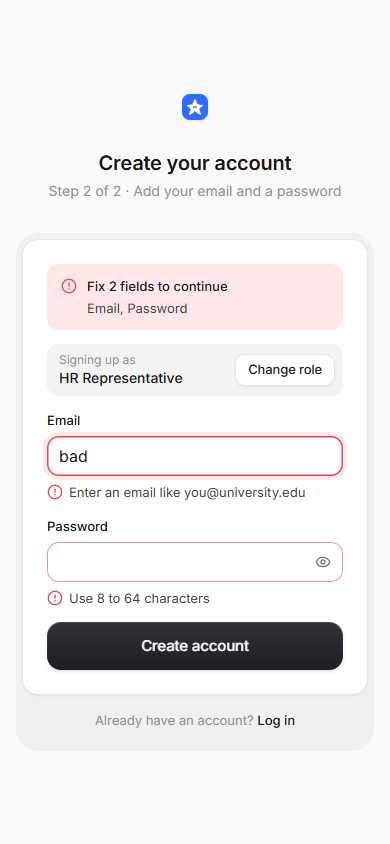 Create your account
Step 2 of 2 · Add your email and a password
Fix 2 fields to continue
Email, Password
Signing up as
HR Representative
Change role
Email
bad
Enter an email like you@university.edu
Password
Use 8 to 64 characters
Create account
Already have an account? Log in